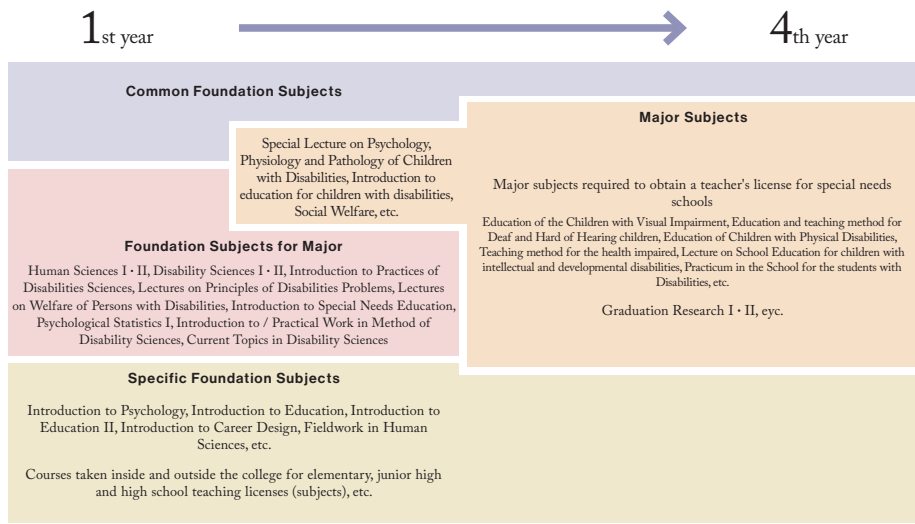 1st year
4th year
Common Foundation Subjects
Special Lecture on Psychology,
Physiology and Pathology of Children
with Disabilities, Introduction to
education for children with disabilities,
Social Welfare, etc.
Major Subjects
Major subjects required to obtain a teacher's license for special needs
schools
Education of the Children with Visual Impairment, Education and teaching method for
Deaf and Hard of Hearing children, Education of Children with Physical Disabilities,
Teaching method for the health impaired, Lecture on School Education for children with
intellectual and developmental disabilities, Practicum in the School for the students with
Disabilities, etc.
Graduation Research I・II, eyc.
Foundation Subjects for Major
Human Sciences I・II, Disability Sciences I・II, Introduction to Practices of
Disabilities Sciences, Lectures on Principles of Disabilities Problems, Lectures
on Welfare of Persons with Disabilities, Introduction to Special Needs Education,
Psychological Statistics I, Introduction to / Practical Work in Method of
Disability Sciences, Current Topics in Disability Sciences
Specific Foundation Subjects
Introduction to Psychology, Introduction to Education, Introduction to
Education II, Introduction to Career Design, Fieldwork in Human
Sciences, etc.
Courses taken inside and outside the college for elementary, junior high
and high school teaching licenses (subjects), etc.